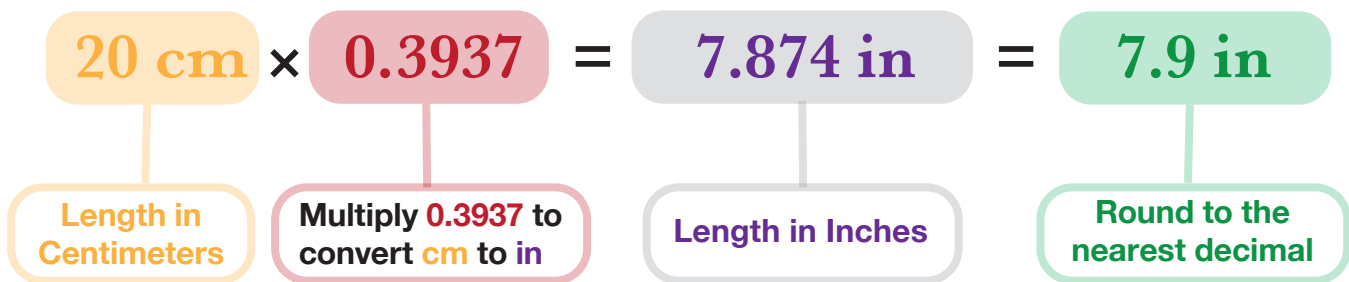 20 cm × 0.3937 = 7.874 in = 7.9 in
Length in
Centimeters
Multiply 0.3937 to
convert cm to in
Length in Inches
Round to the
nearest decimal